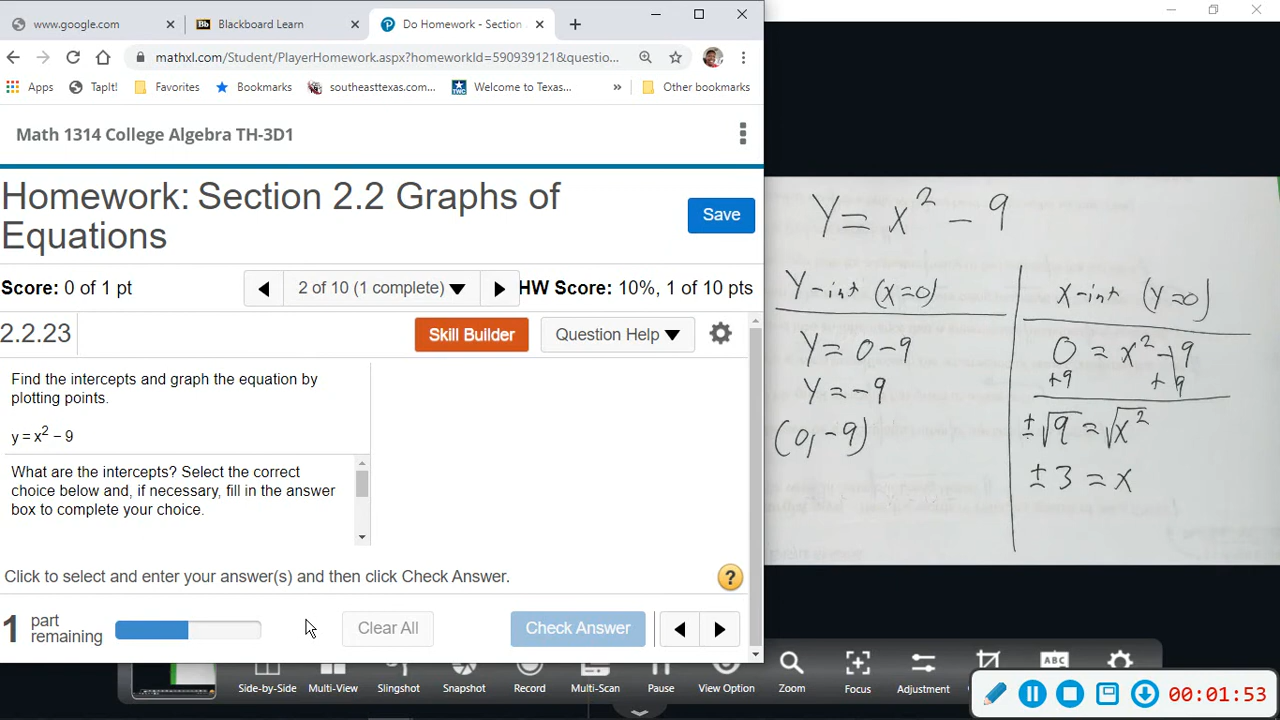 www.google.com
Blackboard Learn
Do Homework - Section
mathxl.com/Student/PlayerHomework.aspx?homeworkId=590939121&questio...
Apps
TapIt!
Favorites
Bookmarks
southeasttexas.com...
Welcome to Texas...
»
Other bookmarks
Math 1314 College Algebra TH-3D1
Homework: Section 2.2 Graphs of
Equations
Save
Score: 0 of 1 pt
2 of 10 (1 complete)
HW Score: 10%, 1 of 10 pts
2.2.23
Skill Builder
Question Help
Find the intercepts and graph the equation by
plotting points.
y = x² − 9
What are the intercepts? Select the correct
choice below and, if necessary, fill in the answer
box to complete your choice.
Click to select and enter your answer(s) and then click Check Answer.
?
1 part
remaining
Clear All
Check Answer
Y = x² − 9
Y-int (x=0)
Y = 0-9
Y = -9
(0, -9)
x-int (Y=0)
0 = x² - 9
+9 +9
±√9 = √x²
±3 = x
Side-by-Side
Multi-View
Slingshot
Snapshot
Record
Multi-Scan
Pause
View Option
Zoom
Focus
Adjustment
ABC
00:01:53